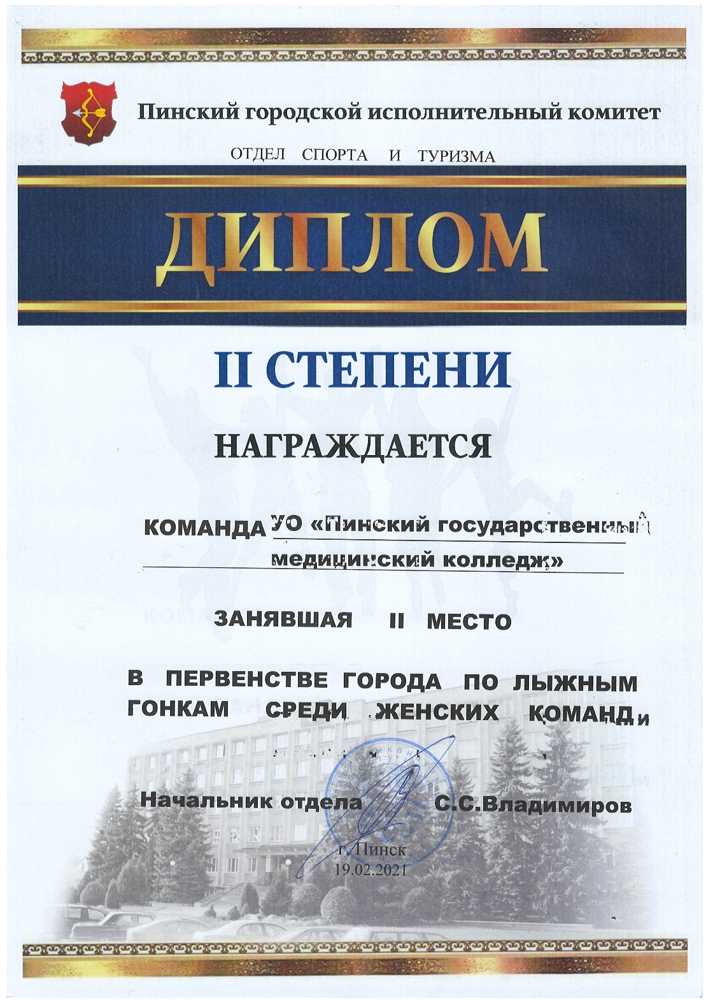 Пинский городской исполнительный комитет
ОТДЕЛ СПОРТА И ТУРИЗМА
ДИПЛОМ
II СТЕПЕНИ
НАГРАЖДАЕТСЯ
КОМАНДА УО «Пинский государственный
медицинский колледж»
ЗАНЯВШАЯ II МЕСТО
В ПЕРВЕНСТВЕ ГОРОДА ПО ЛЫЖНЫМ
ГОНКАМ СРЕДИ ЖЕНСКИХ КОМАНД
Начальник отдела С.С.Владимиров
г. Пинск
19.02.2021